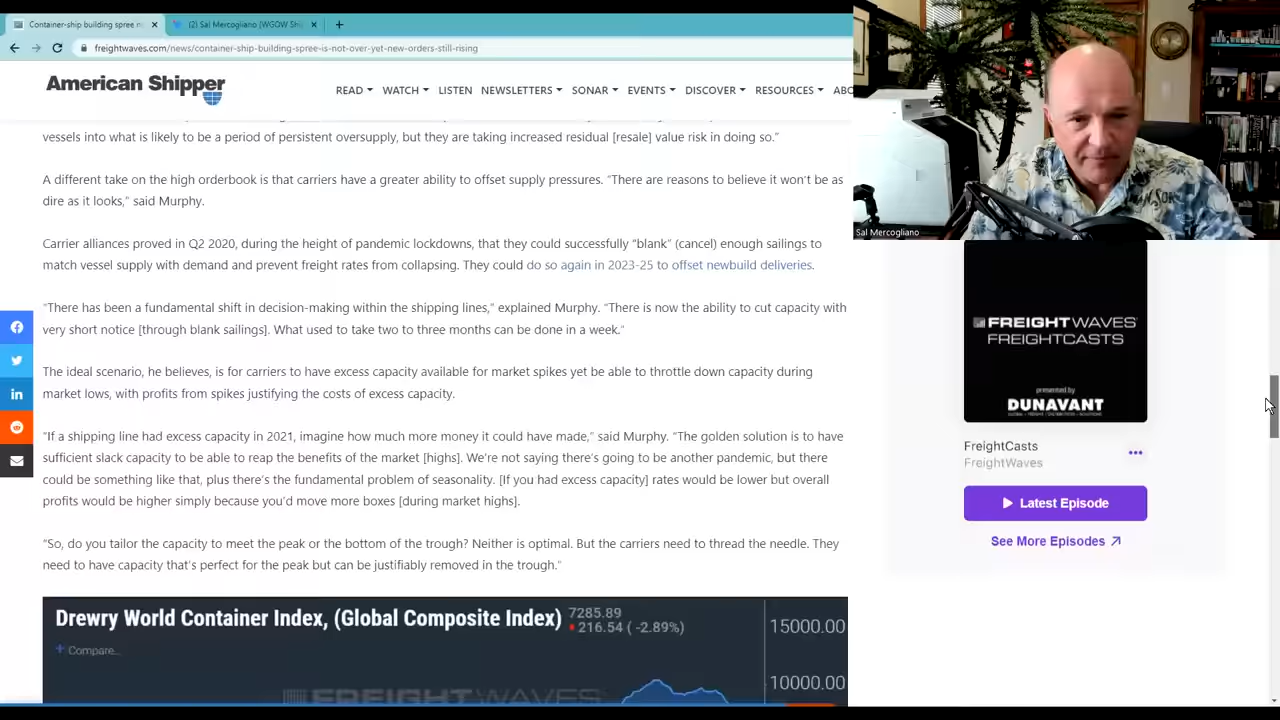 Container-ship building spree n
(2) Sal Mercogliano (WGOW Shi
freightwaves.com/news/container-ship-building-spree-is-not-over-yet-new-orders-still-rising
American Shipper
READ WATCH LISTEN NEWSLETTERS SONAR EVENTS DISCOVER RESOURCES ABO
vessels into what is likely to be a period of persistent oversupply, but they are taking increased residual [resale] value risk in doing so.”
A different take on the high orderbook is that carriers have a greater ability to offset supply pressures. “There are reasons to believe it won’t be as
dire as it looks,” said Murphy.
Carrier alliances proved in Q2 2020, during the height of pandemic lockdowns, that they could successfully “blank” (cancel) enough sailings to
match vessel supply with demand and prevent freight rates from collapsing. They could do so again in 2023-25 to offset newbuild deliveries.
“There has been a fundamental shift in decision-making within the shipping lines,” explained Murphy. “There is now the ability to cut capacity with
very short notice [through blank sailings]. What used to take two to three months can be done in a week.”
The ideal scenario, he believes, is for carriers to have excess capacity available for market spikes yet be able to throttle down capacity during
market lows, with profits from spikes justifying the costs of excess capacity.
“If a shipping line had excess capacity in 2021, imagine how much more money it could have made,” said Murphy. “The golden solution is to have
sufficient slack capacity to be able to reap the benefits of the market [highs]. We’re not saying there’s going to be another pandemic, but there
could be something like that, plus there’s the fundamental problem of seasonality. [If you had excess capacity] rates would be lower but overall
profits would be higher simply because you’d move more boxes [during market highs].
“So, do you tailor the capacity to meet the peak or the bottom of the trough? Neither is optimal. But the carriers need to thread the needle. They
need to have capacity that’s perfect for the peak but can be justifiably removed in the trough.”
Drewry World Container Index, (Global Composite Index) 7285.89
216.54 ( -2.89%)
+ Compare...
15000.00
10000.00
FREIGHTWAVES
Sal Mercogliano
FREIGHTWAVES
FREIGHTCASTS
presented by
DUNAVANT
FreightCasts
FreightWaves
Latest Episode
See More Episodes